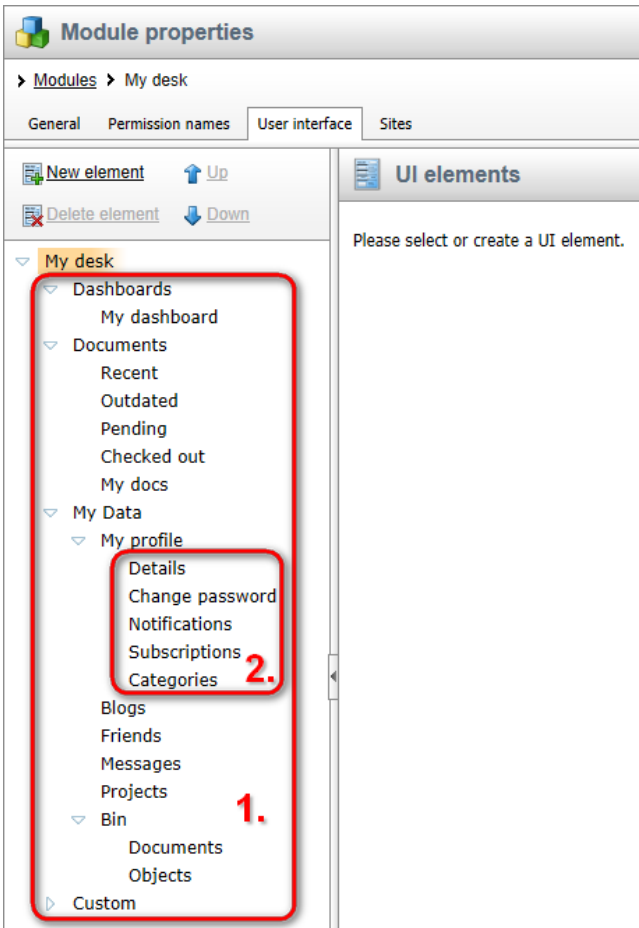 Module properties
Modules > My desk
General Permission names User interface Sites
New element Up
Delete element Down
UI elements
Please select or create a UI element.
My desk
Dashboards
My dashboard
Documents
Recent
Outdated
Pending
Checked out
My docs
My Data
My profile
Details
Change password
Notifications
Subscriptions
Categories 2.
Blogs
Friends
Messages
Projects
1.
Bin
Documents
Objects
Custom